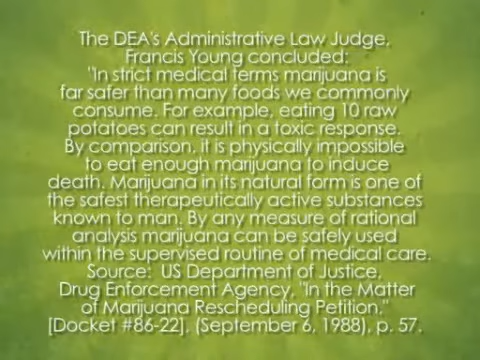 The DEA's Administrative Law Judge,
Francis Young concluded:
"In strict medical terms marijuana is
far safer than many foods we commonly
consume. For example, eating 10 raw
potatoes can result in a toxic response.
By comparison, it is physically impossible
to eat enough marijuana to induce
death. Marijuana in its natural form is one of
the safest therapeutically active substances
known to man. By any measure of rational
analysis marijuana can be safely used
within the supervised routine of medical care.
Source:  US Department of Justice,
Drug Enforcement Agency, "In the Matter
of Marijuana Rescheduling Petition,"
[Docket #86-22], (September 6, 1988), p. 57.